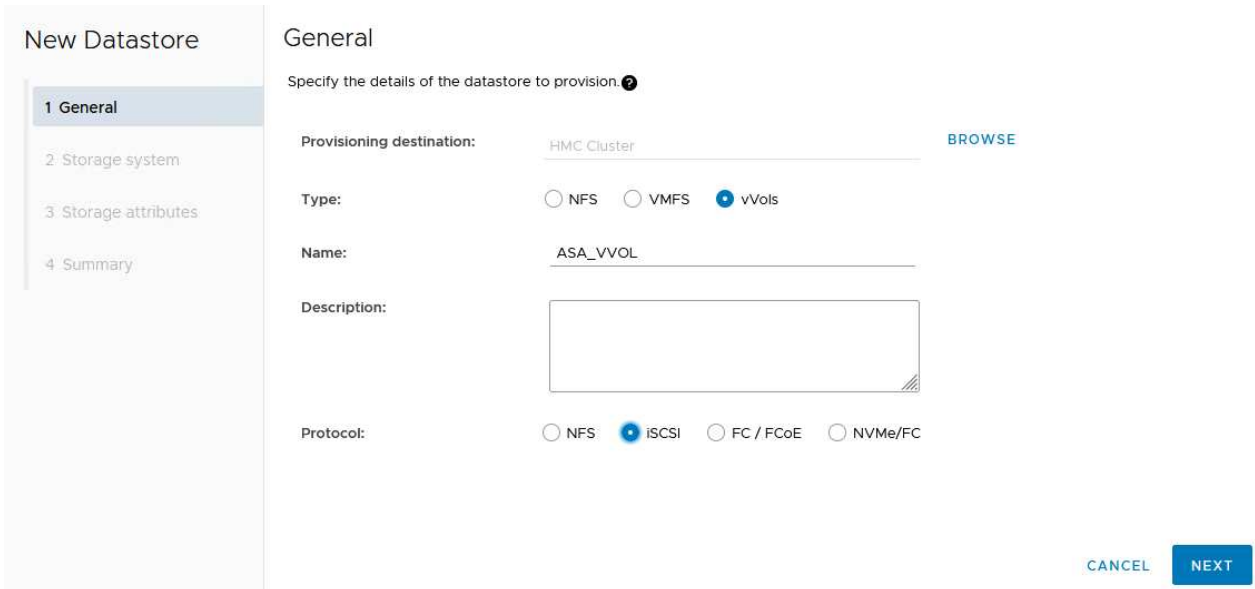 New Datastore
1 General
2 Storage system
3 Storage attributes
4 Summary
General
Specify the details of the datastore to provision.?
Provisioning destination: HMC Cluster BROWSE
Type: NFS VMFS vVols
Name: ASA_VVOL
Description:
Protocol: NFS iSCSI FC / FCoE NVMe/FC
CANCEL NEXT